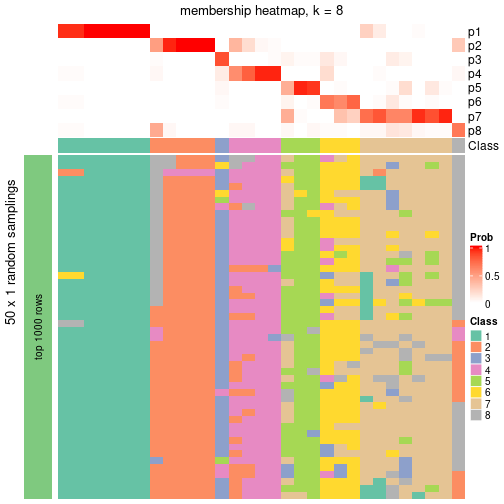 membership heatmap, k = 8
p1
p2
p3
p4
p5
p6
p7
p8
Class
50 x 1 random samplings
top 1000 rows
Prob
1
0.5
0
Class
1
2
3
4
5
6
7
8